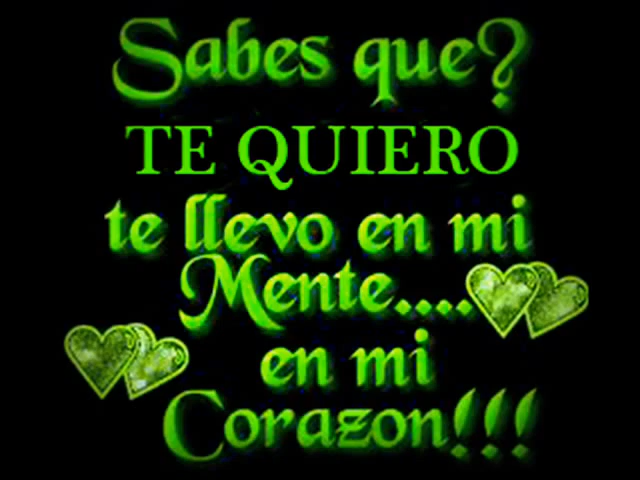 Sabes que?
TE QUIERO
te llevo en mi
Mente....
en mi
Corazon!!!